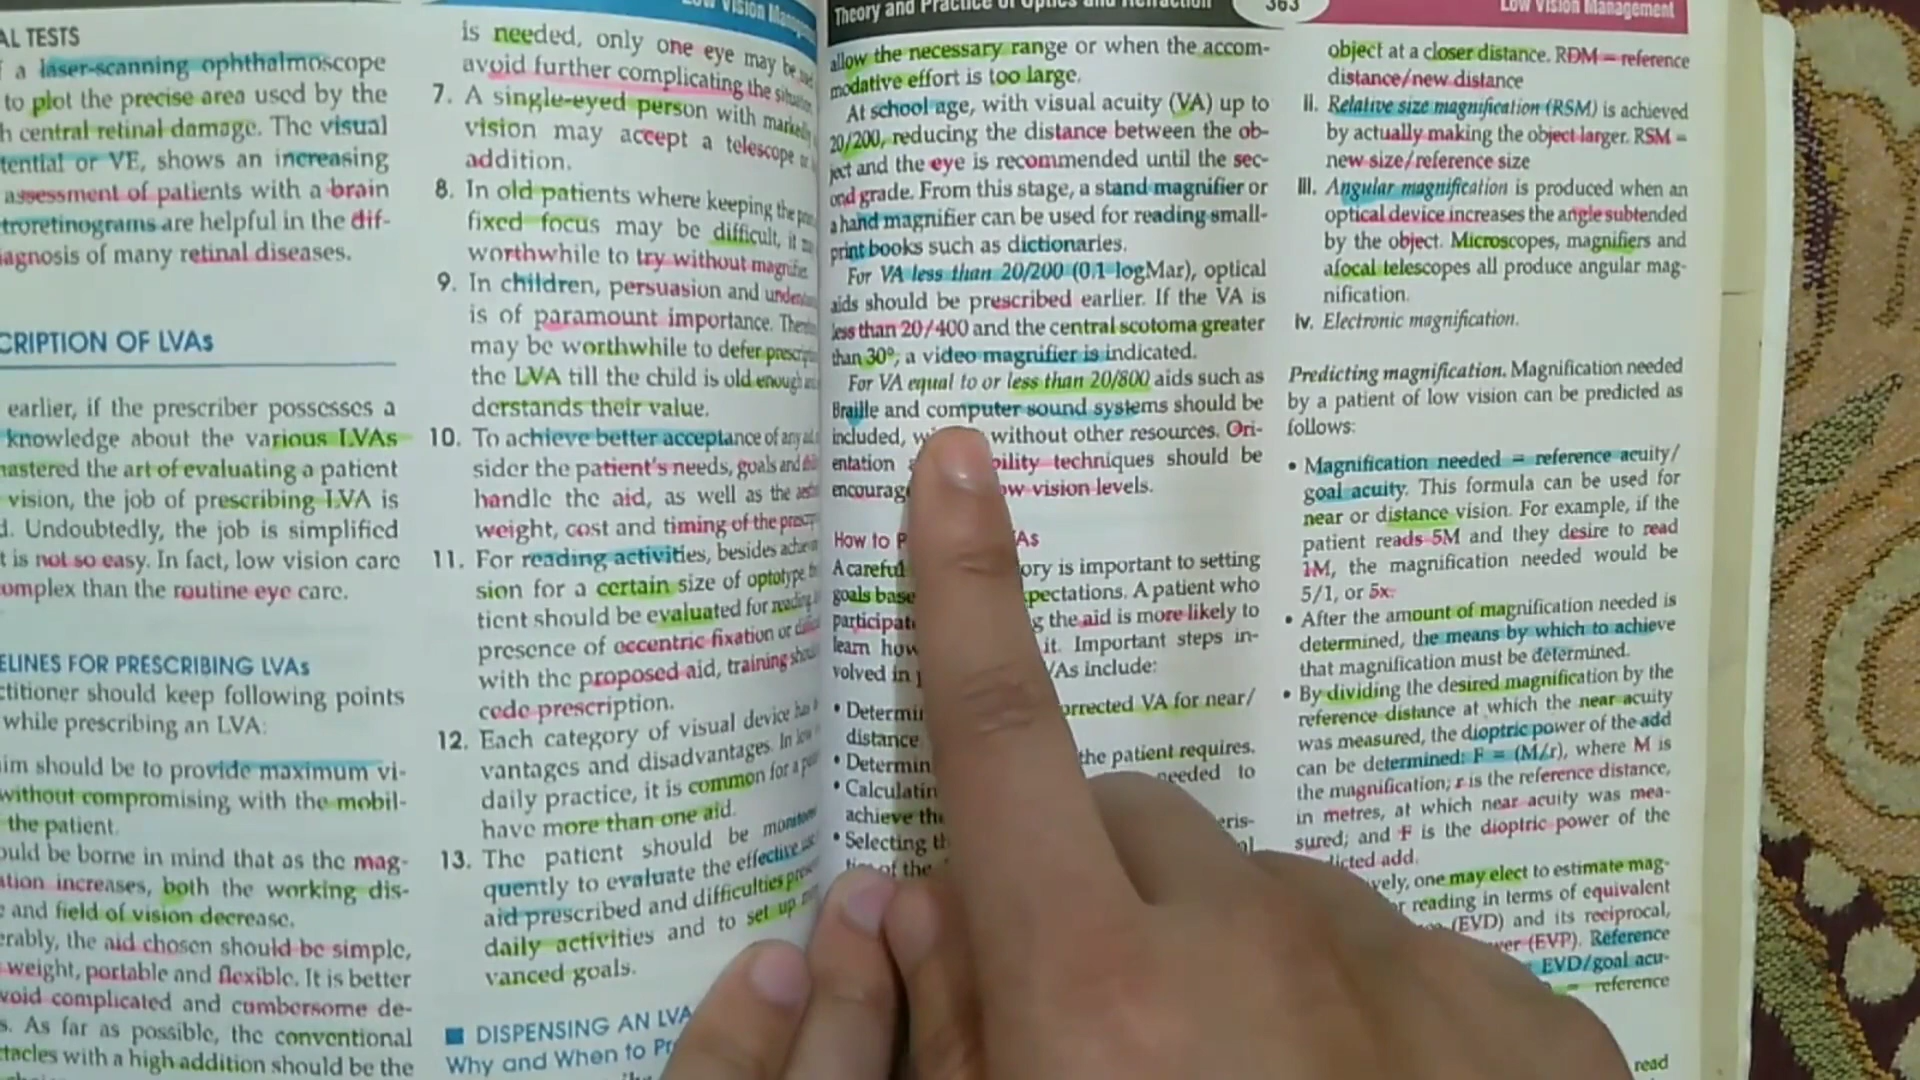 Low Vision Management
Theory and Practice of Optics and Refraction
363
Low Vision Management
AL TESTS
a laser-scanning ophthalmoscope
to plot the precise area used by the
h central retinal damage. The visual
tential or VE, shows an increasing
assessment of patients with a brain
troretinograms are helpful in the dif-
iagnosis of many retinal diseases.
CRIPTION OF LVAs
earlier, if the prescriber possesses a
knowledge about the various LVAs
mastered the art of evaluating a patient
vision, the job of prescribing LVA is
d. Undoubtedly, the job is simplified
t is not so easy. In fact, low vision care
omplex than the routine eye care.
ELINES FOR PRESCRIBING LVAs
ctitioner should keep following points
while prescribing an LVA:
im should be to provide maximum vi-
without compromising with the mobil-
the patient.
ould be borne in mind that as the mag-
ation increases, both the working dis-
e and field of vision decrease.
erably, the aid chosen should be simple,
weight, portable and flexible. It is better
void complicated and cumbersome de-
s. As far as possible, the conventional
ctacles with a high addition should be the
is needed, only one eye may be
avoid further complicating the
7. A single-eyed person with
vision may accept a telescope
addition.
8. In old patients where keeping the
fixed focus may be difficult, it
worthwhile to try without
9. In children, persuasion and
is of paramount importance.
may be worthwhile to defer
the LVA till the child is old enough
derstands their value.
10. To achieve better acceptance of any
sider the patient's needs, goals and
handle the aid, as well as the
weight, cost and timing of the
11. For reading activities, besides
sion for a certain size of optotype
tient should be evaluated for reading
presence of eccentric fixation or
with the proposed aid, training
cede prescription.
12. Each category of visual device has
vantages and disadvantages. In low
daily practice, it is common for a
have more than one aid.
13. The patient should be
quently to evaluate the effective
aid prescribed and difficulties
daily activities and to set up
vanced goals.
DISPENSING AN LVA
Why and When to
allow the necessary range or when the accom-
modative effort is too large.
At school age, with visual acuity (VA) up to
20/200, reducing the distance between the ob-
ject and the eye is recommended until the sec-
ond grade. From this stage, a stand magnifier or
a hand magnifier can be used for reading small-
print books such as dictionaries.
For VA less than 20/200 (0.1 logMar), optical
aids should be prescribed earlier. If the VA is
less than 20/400 and the central scotoma greater
than 30°, a video magnifier is indicated.
For VA equal to or less than 20/800 aids such as
Braille and computer sound systems should be
included, without other resources. Ori-
entation bility techniques should be
encourag ow vision levels.
How to P As
A careful ory is important to setting
goals base pectations. A patient who
participat g the aid is more likely to
learn how it. Important steps in-
volved in VAs include:
• Determi orrected VA for near/
distance
• Determin the patient requires.
• Calculatin needed to
achieve the
• Selecting th eris-
of the
object at a closer distance. RDM = reference
distance/new distance
ii. Relative size magnification (RSM) is achieved
by actually making the object larger. RSM =
new size/reference size
iii. Angular magnification is produced when an
optical device increases the angle subtended
by the object. Microscopes, magnifiers and
afocal telescopes all produce angular mag-
nification.
iv. Electronic magnification.
Predicting magnification. Magnification needed
by a patient of low vision can be predicted as
follows:
• Magnification needed = reference acuity/
goal acuity. This formula can be used for
near or distance vision. For example, if the
patient reads 5M and they desire to read
1M, the magnification needed would be
5/1, or 5x.
• After the amount of magnification needed is
determined, the means by which to achieve
that magnification must be determined.
• By dividing the desired magnification by the
reference distance at which the near acuity
was measured, the dioptric power of the add
can be determined: F = (M/r), where M is
the magnification; r is the reference distance,
in metres, at which near acuity was mea-
sured; and F is the dioptric power of the
dicted add.
vely, one may elect to estimate mag-
r reading in terms of equivalent
(EVD) and its reciprocal,
wer (EVP). Reference
EVD/goal acu-
= reference
read